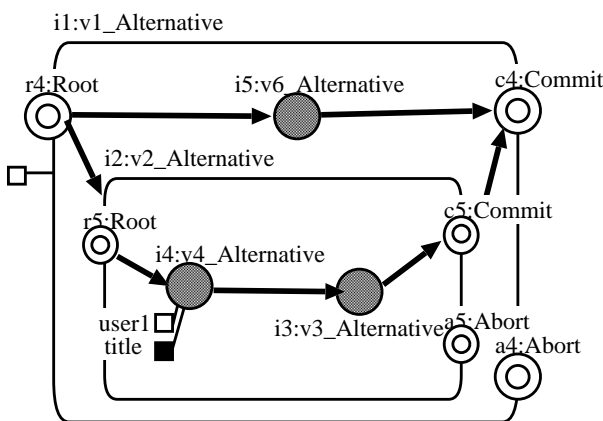 i1:v1_Alternative
r4:Root
i5:v6_Alternative
c4:Commit
i2:v2_Alternative
r5:Root
c5:Commit
i4:v4_Alternative
user1
title
i3:v3_Alternative
a5:Abort
a4:Abort